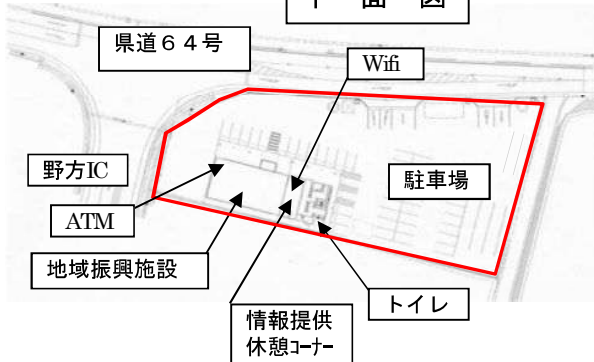 平 面 図
県道６４号
Wifi
野方IC
駐車場
ATM
地域振興施設
トイレ
情報提供
休憩ｺｰﾅｰ